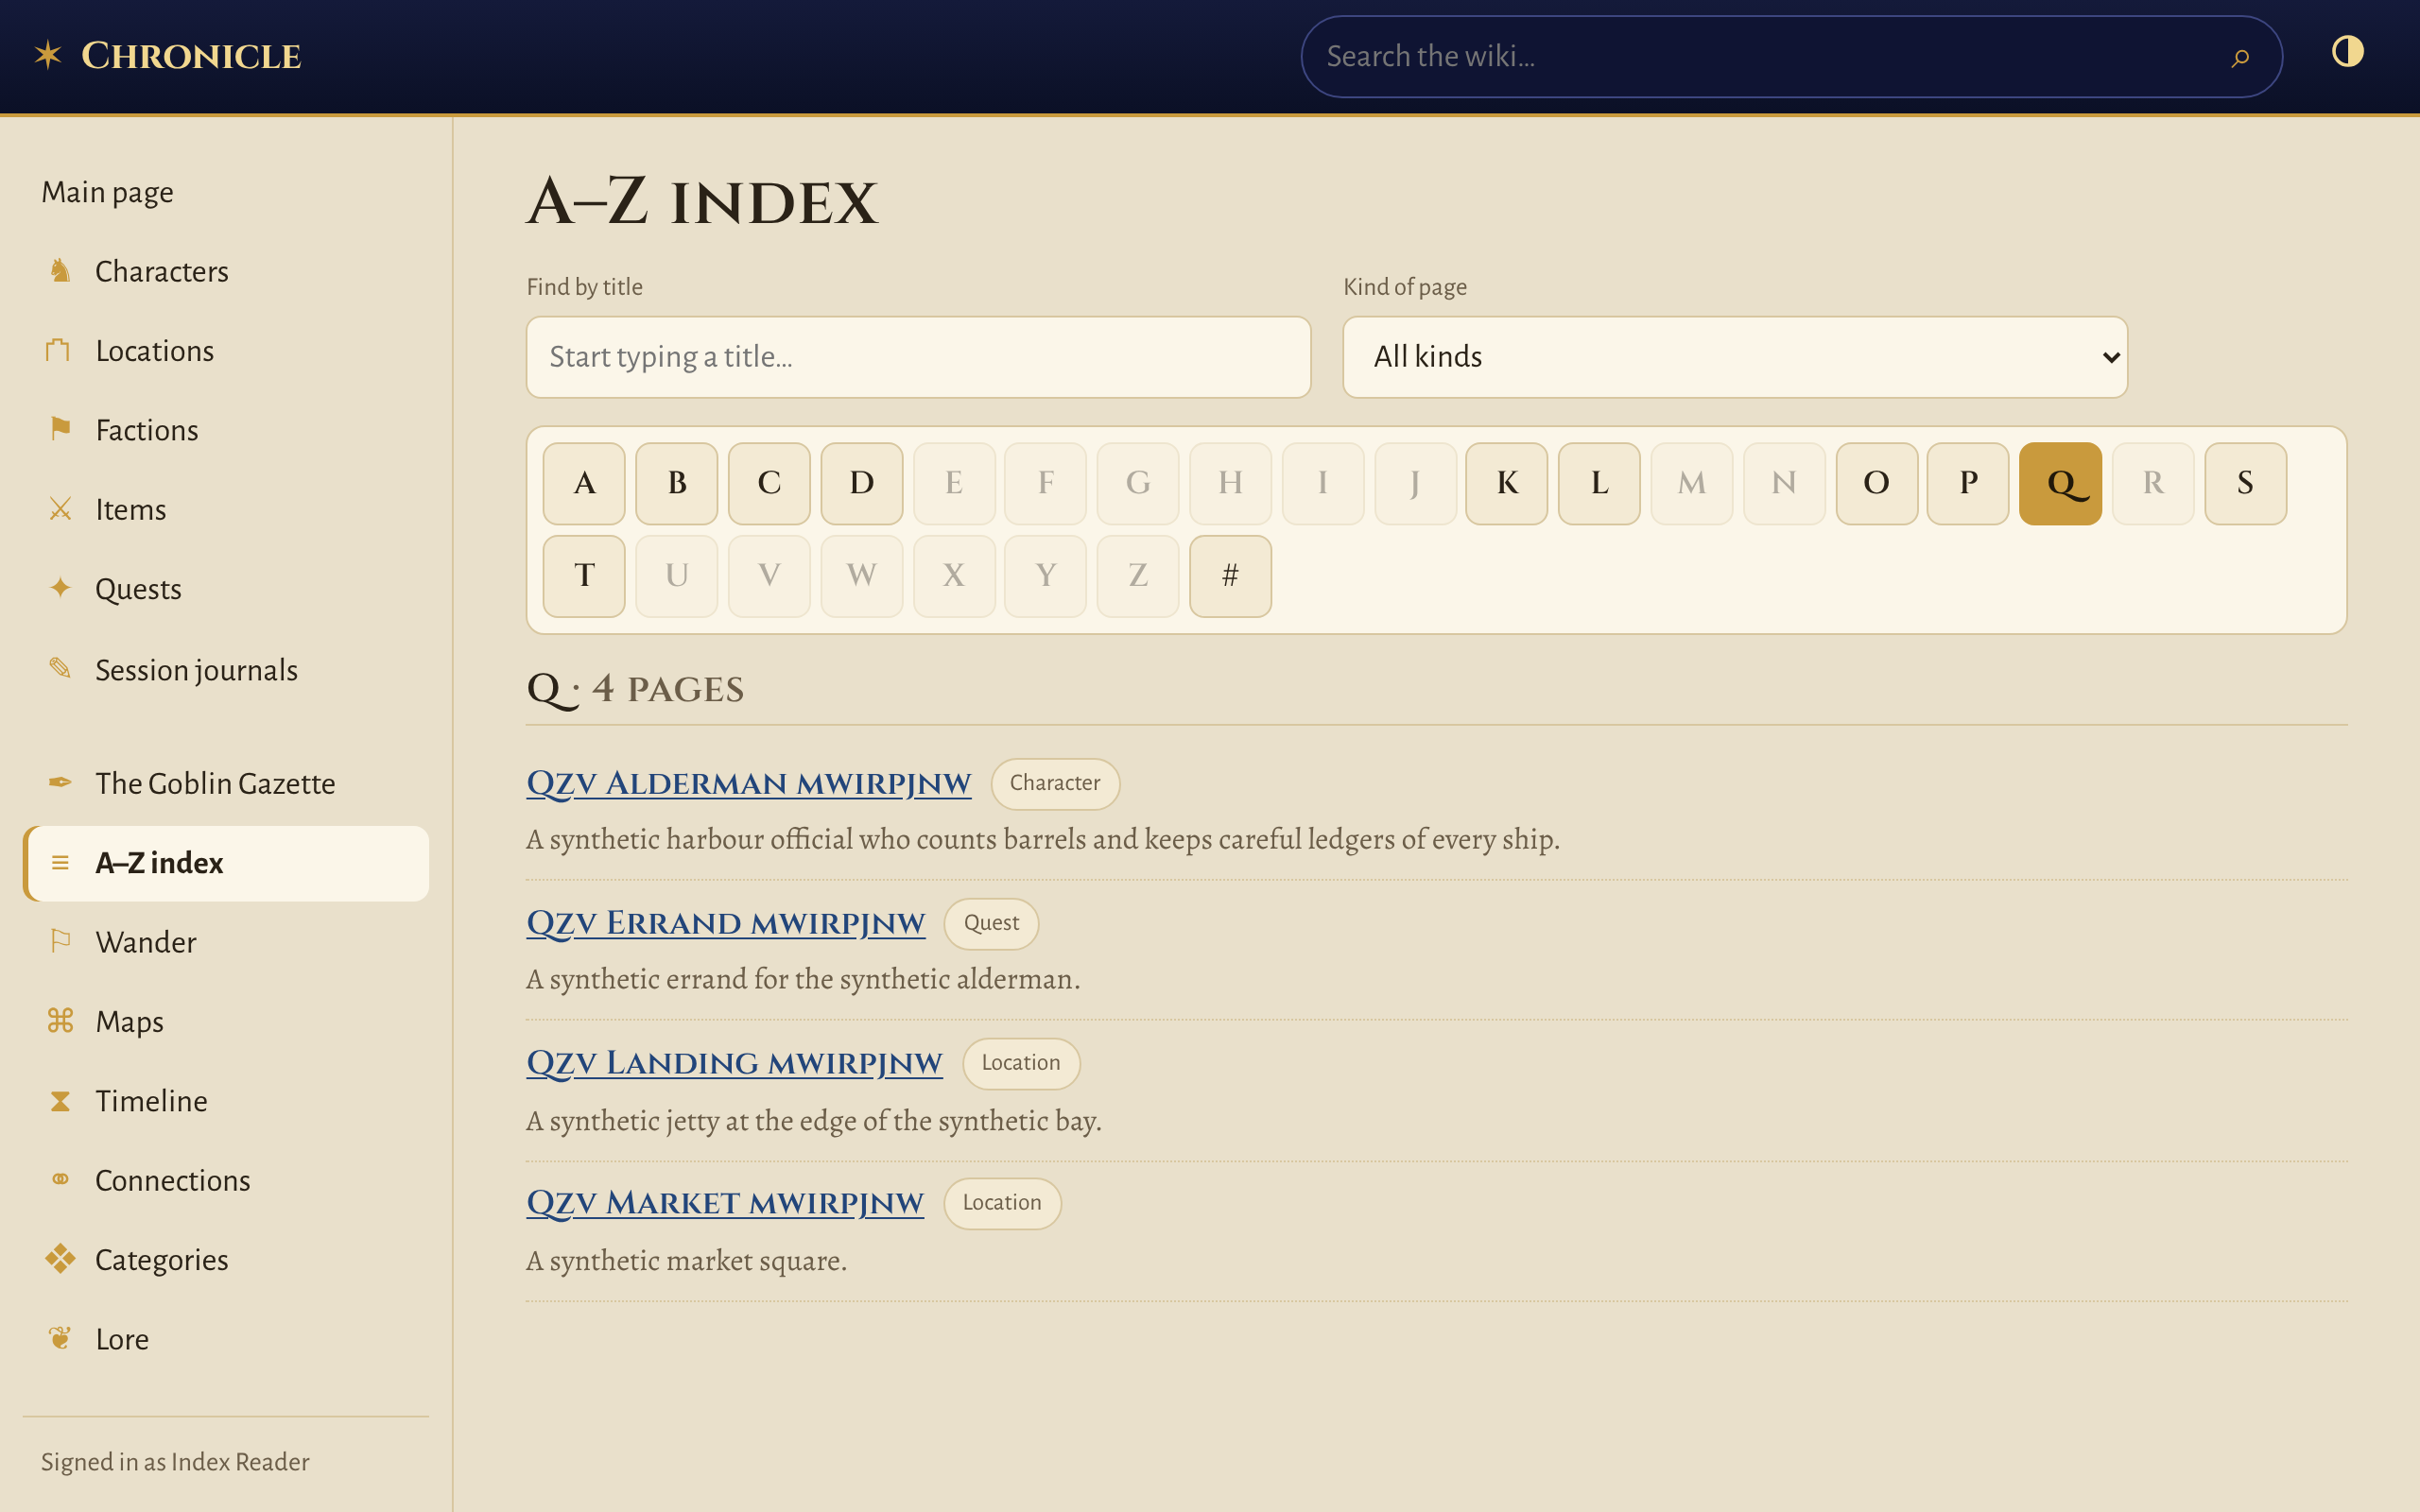 Chronicle
Search the wiki...
Main page
Characters
Locations
Factions
Items
Quests
Session journals
The Goblin Gazette
A–Z index
Wander
Maps
Timeline
Connections
Categories
Lore
Signed in as Index Reader
A–Z index
Find by title
Kind of page
Start typing a title...
All kinds
A B C D E F G H I J K L M N O P Q R S
T U V W X Y Z #
Q · 4 pages
Qzv Alderman mwirpjnw Character
A synthetic harbour official who counts barrels and keeps careful ledgers of every ship.
Qzv Errand mwirpjnw Quest
A synthetic errand for the synthetic alderman.
Qzv Landing mwirpjnw Location
A synthetic jetty at the edge of the synthetic bay.
Qzv Market mwirpjnw Location
A synthetic market square.